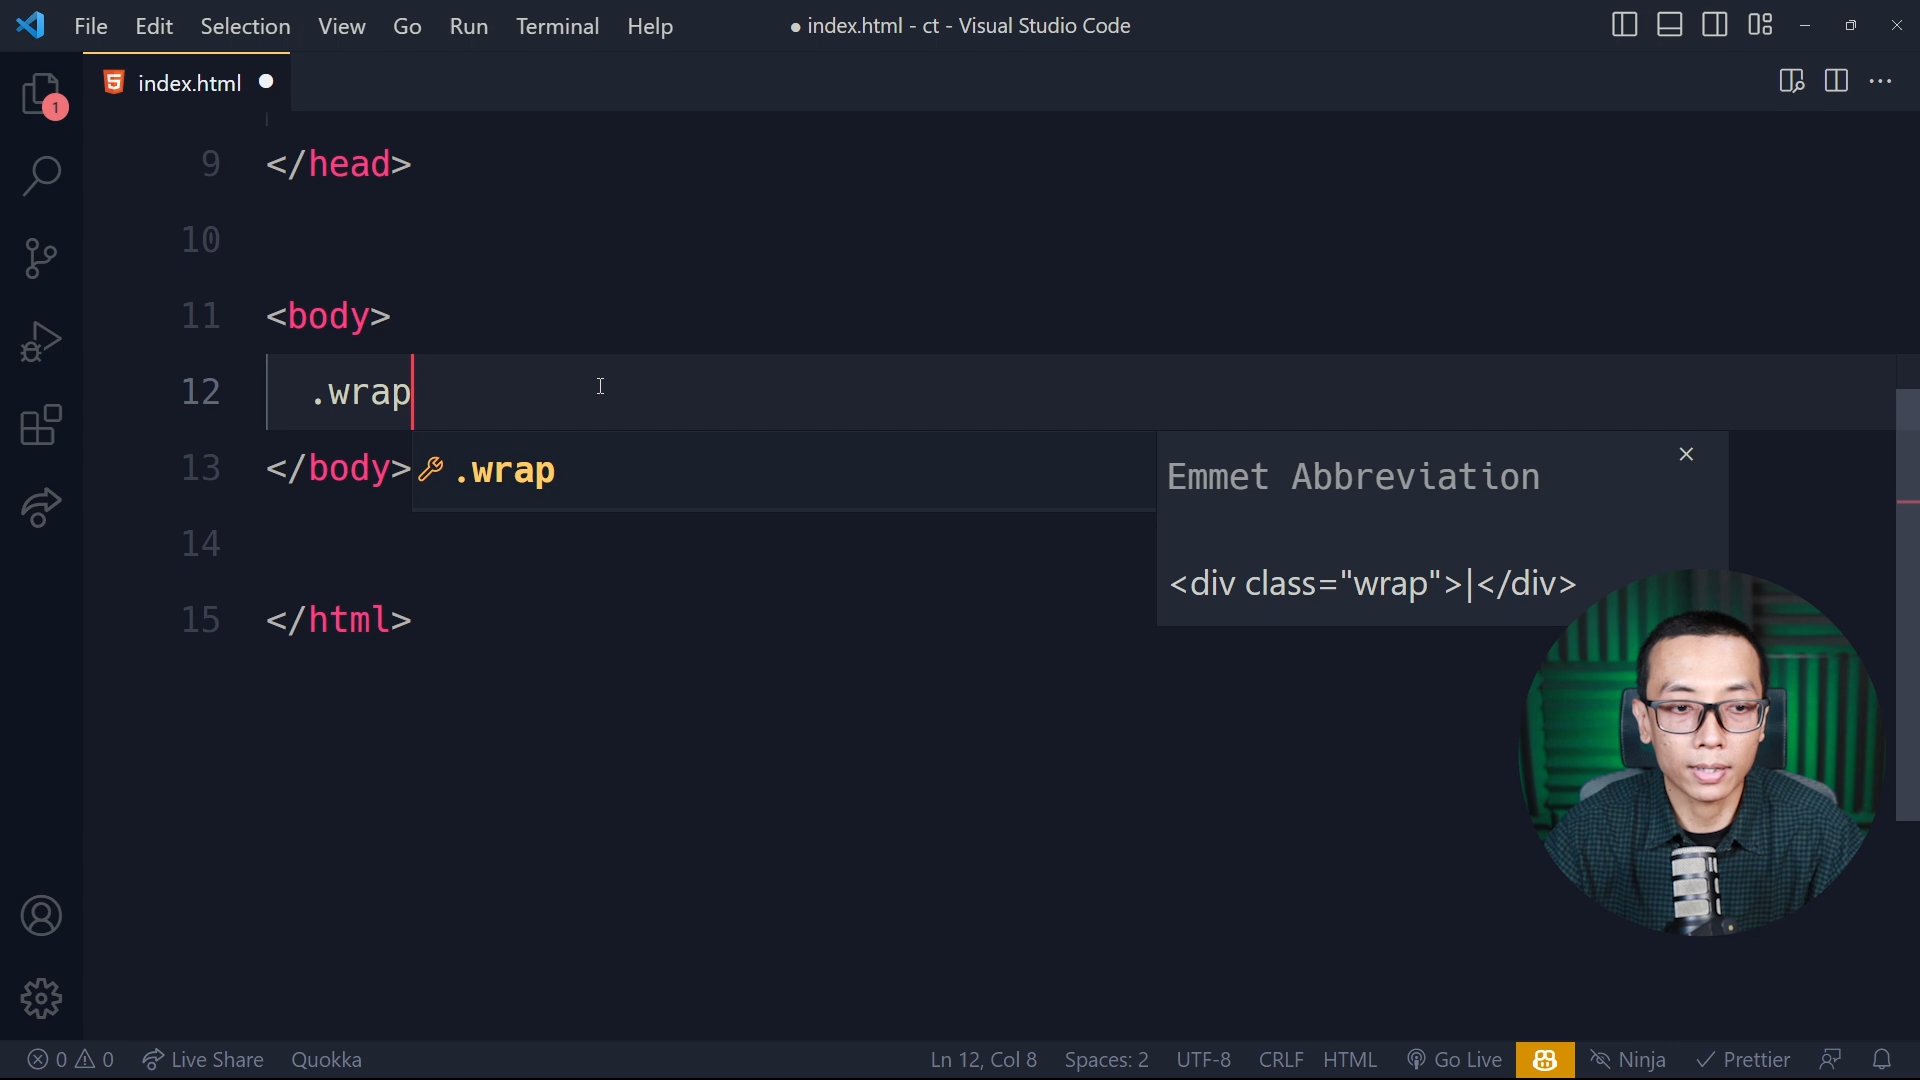 File Edit Selection View Go Run Terminal Help
● index.html - ct - Visual Studio Code
index.html
1
9 </head>
10
11 <body>
12 .wrap
13 </body>
.wrap
Emmet Abbreviation
<div class="wrap">|</div>
14
15 </html>
0 0 Live Share Quokka
Ln 12, Col 8 Spaces: 2 UTF-8 CRLF HTML Go Live Ninja Prettier